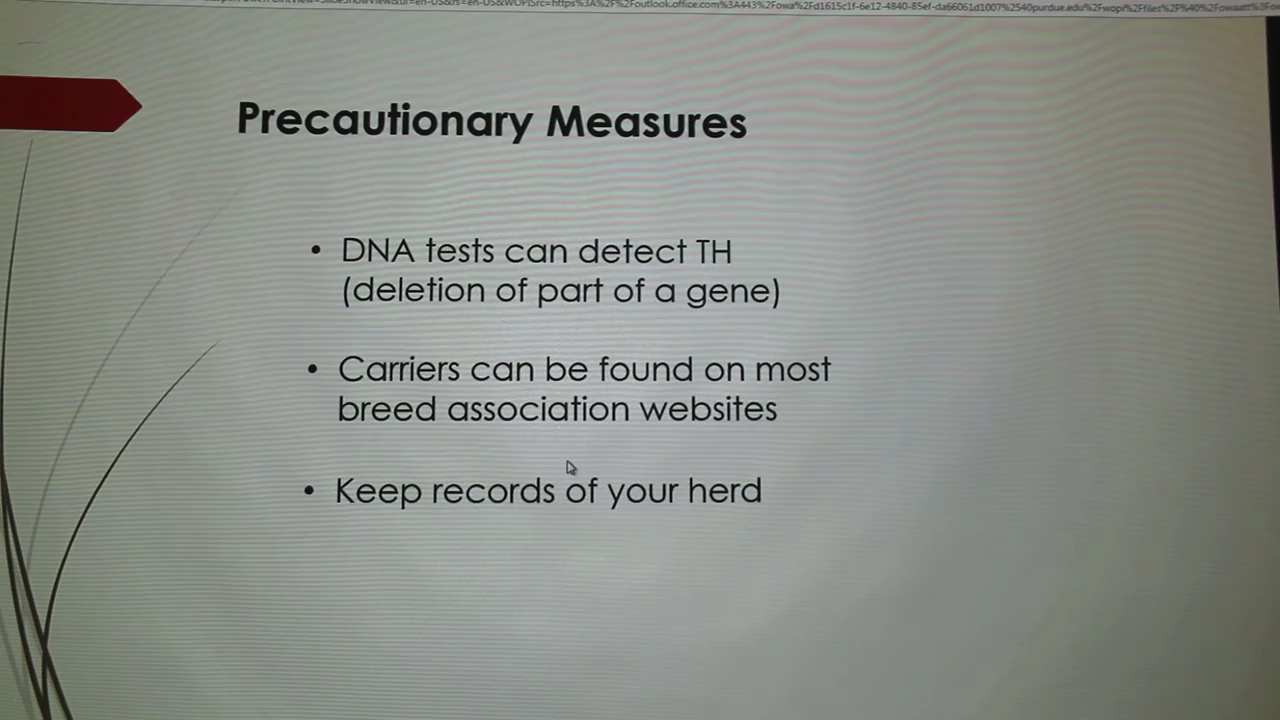 Precautionary Measures
• DNA tests can detect TH
(deletion of part of a gene)
• Carriers can be found on most
breed association websites
• Keep records of your herd